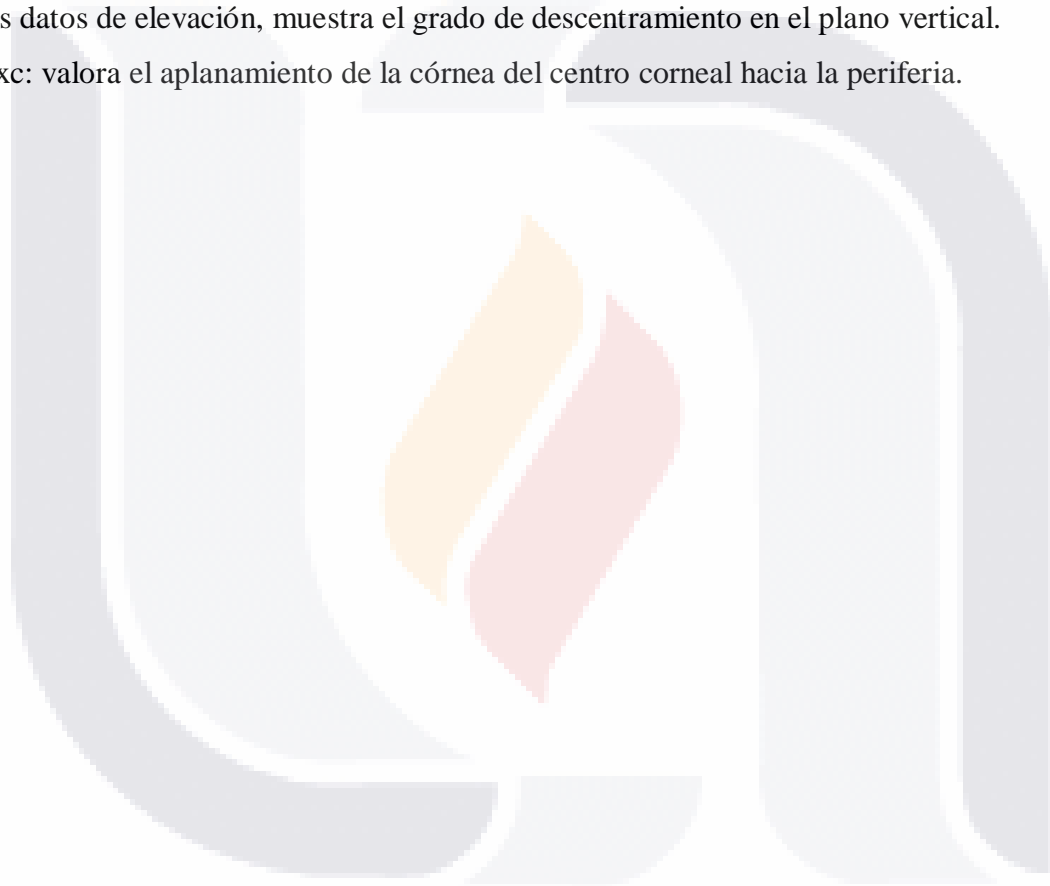 s datos de elevación, muestra el grado de descentramiento en el plano vertical.
xc: valora el aplanamiento de la córnea del centro corneal hacia la periferia.